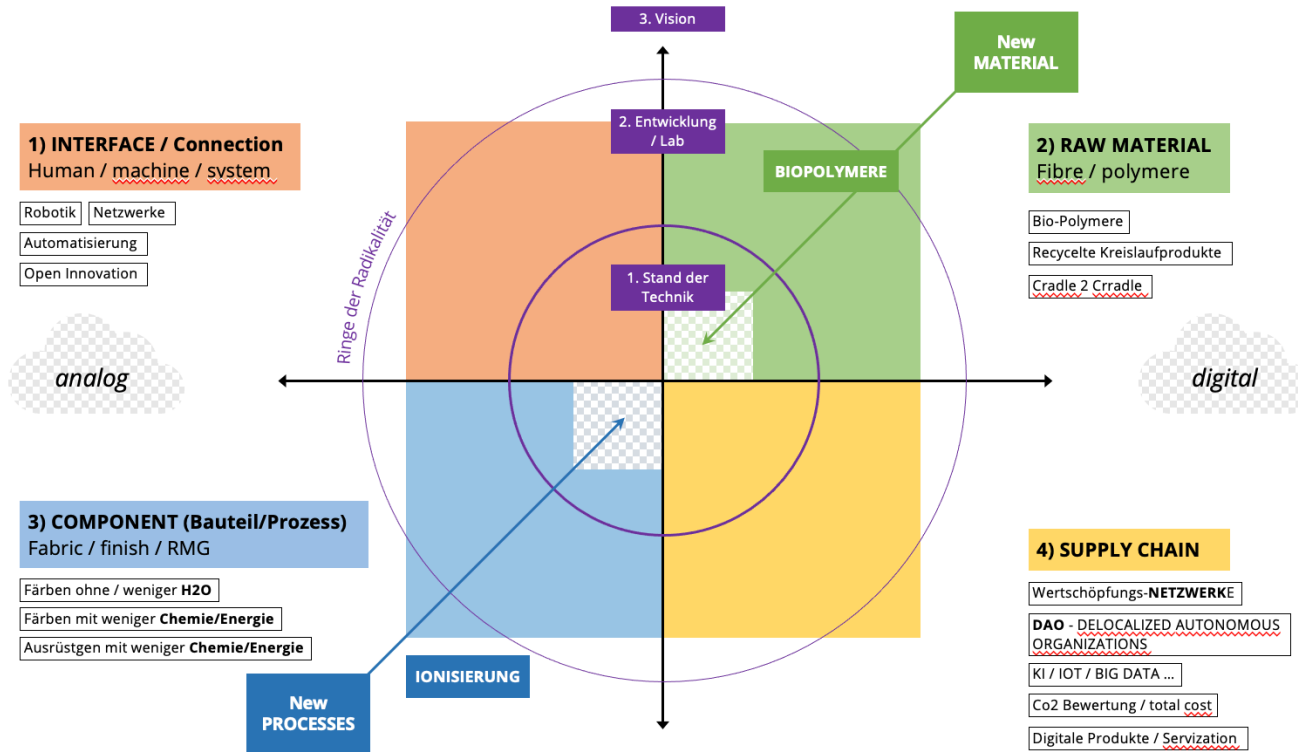 3. Vision
New
MATERIAL
2. Entwicklung
/ Lab
1) INTERFACE / Connection
Human / machine / system
2) RAW MATERIAL
Fibre / polymere
BIOPOLYMERE
Robotik
Netzwerke
Automatisierung
Open Innovation
Bio-Polymere
Recycelte Kreislaufprodukte
Cradle 2 Crradle
Ringe der Radikalität
1. Stand der
Technik
analog
digital
3) COMPONENT (Bauteil/Prozess)
Fabric / finish / RMG
Färben ohne / weniger H2O
Färben mit weniger Chemie/Energie
Ausrüstgen mit weniger Chemie/Energie
4) SUPPLY CHAIN
Wertschöpfungs-NETZWERKE
DAO - DELOCALIZED AUTONOMOUS
ORGANIZATIONS
KI / IOT / BIG DATA ...
Co2 Bewertung / total cost
Digitale Produkte / Servization
IONISIERUNG
New
PROCESSES